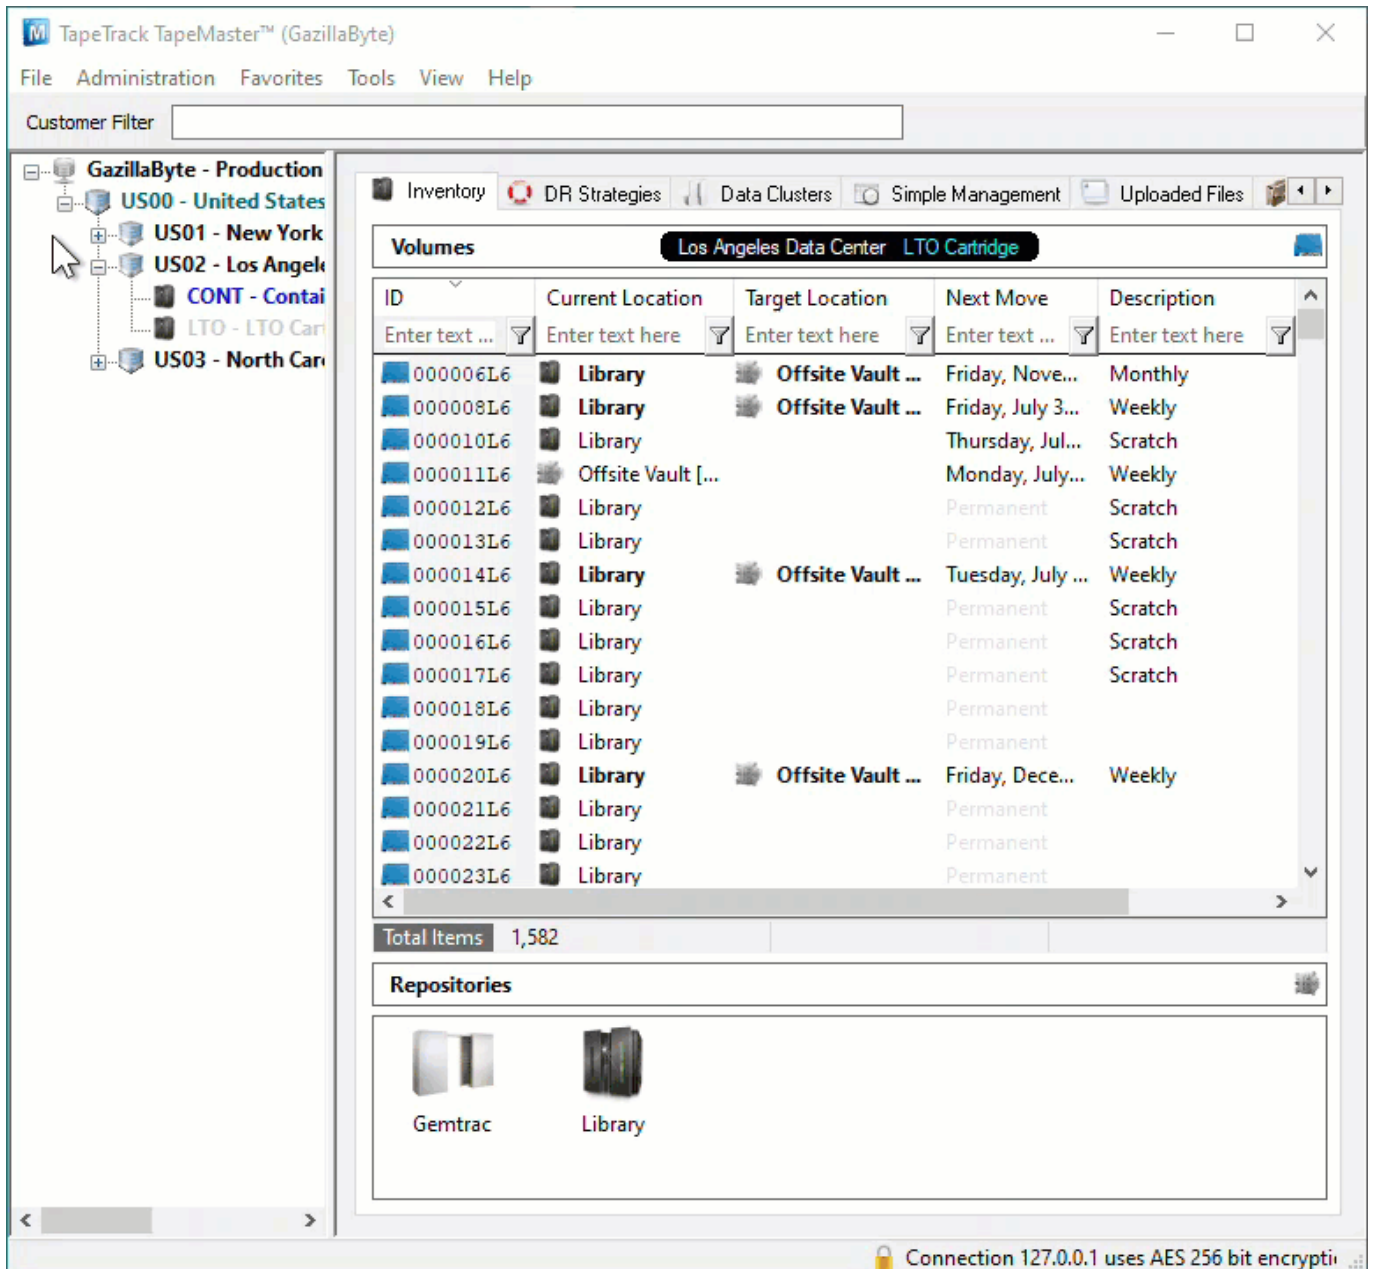 TapeTrack TapeMaster™ (GazillaByte)
File Administration Favorites Tools View Help
Customer Filter
GazillaByte - Production
US00 - United States
US01 - New York
US02 - Los Angele
CONT - Contai
LTO - LTO Cart
US03 - North Car
Inventory DR Strategies Data Clusters Simple Management Uploaded Files
Volumes Los Angeles Data Center LTO Cartridge
ID Current Location Target Location Next Move Description
Enter text ... Enter text here Enter text here Enter text ... Enter text here
000006L6 Library Offsite Vault ... Friday, Nove... Monthly
000008L6 Library Offsite Vault ... Friday, July 3... Weekly
000010L6 Library Thursday, Jul... Scratch
000011L6 Offsite Vault [... Monday, July... Weekly
000012L6 Library Permanent Scratch
000013L6 Library Permanent Scratch
000014L6 Library Offsite Vault ... Tuesday, July ... Weekly
000015L6 Library Permanent Scratch
000016L6 Library Permanent Scratch
000017L6 Library Permanent Scratch
000018L6 Library Permanent
000019L6 Library Permanent
000020L6 Library Offsite Vault ... Friday, Dece... Weekly
000021L6 Library Permanent
000022L6 Library Permanent
000023L6 Library Permanent
Total Items 1,582
Repositories
Gemtrac Library
Connection 127.0.0.1 uses AES 256 bit encrypti